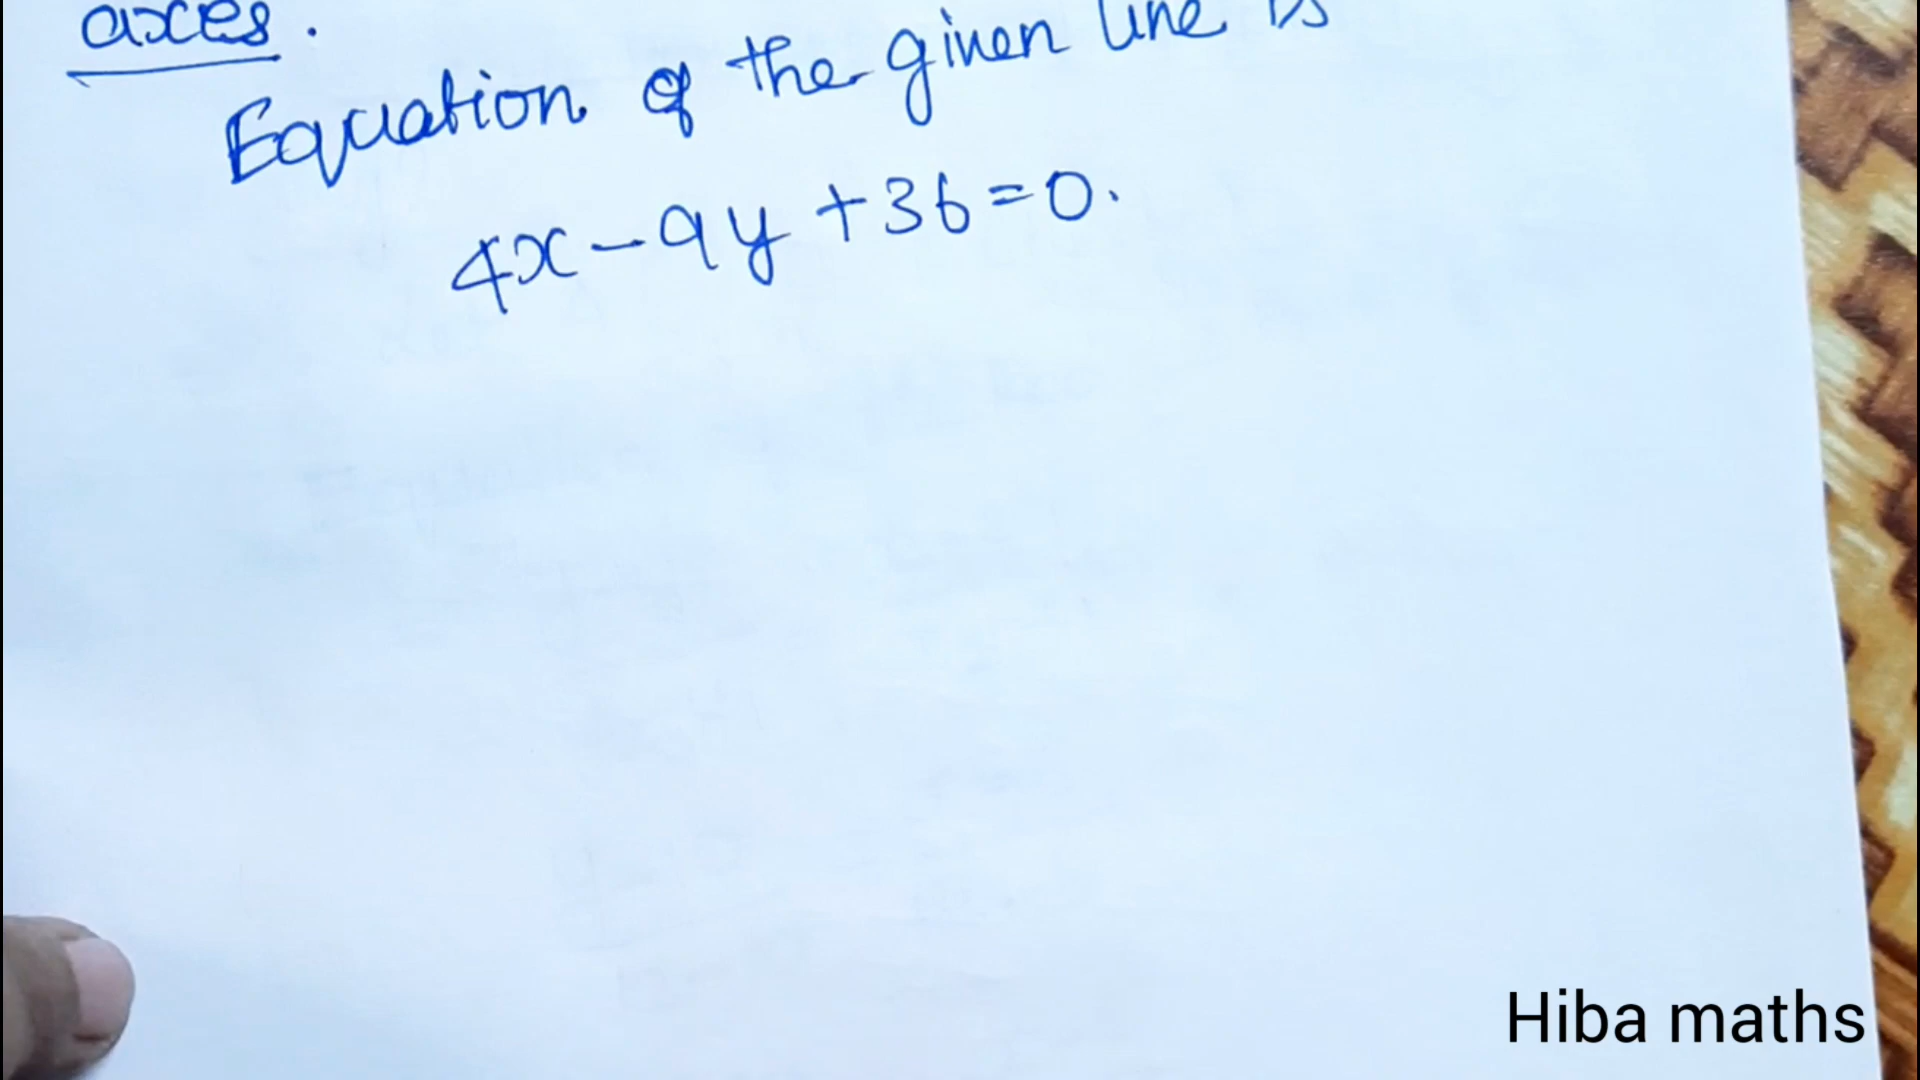 axes.
Equation of the given line is
4x - 9y + 36 = 0.
Hiba maths